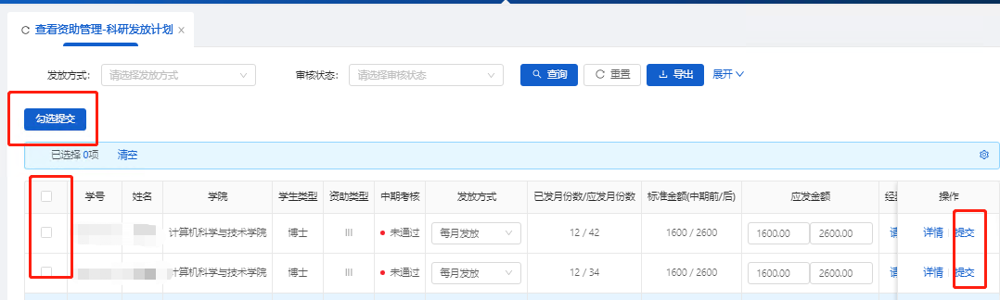 查看资助管理-科研发放计划
发放方式: 请选择发放方式 审核状态: 请选择审核状态 查询 重置 导出 展开
勾选提交
已选择 0项 清空
学号 姓名 学院 学生类型 资助类型 中期考核 发放方式 已发月份数/应发月份数 标准金额(中期前/后) 应发金额 操作
计算机科学与技术学院 博士 III 未通过 每月发放 12 / 42 1600 / 2600 1600.00 2600.00 请 详情 提交
计算机科学与技术学院 博士 III 未通过 每月发放 12 / 34 1600 / 2600 1600.00 2600.00 请 详情 提交